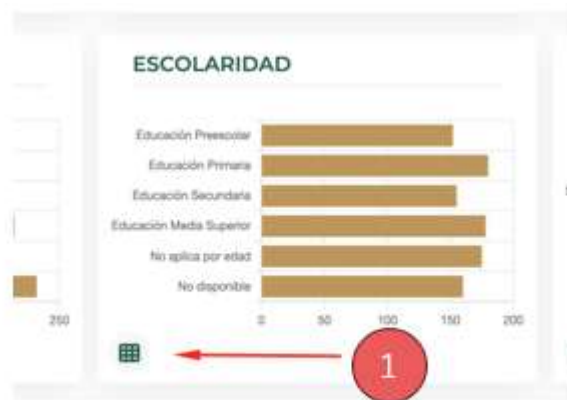 ESCOLARIDAD
Educación Preescolar
Educación Primaria
Educación Secundaria
Educación Media Superior
No aplica por edad
No disponible
250
0 50 100 150 200
1